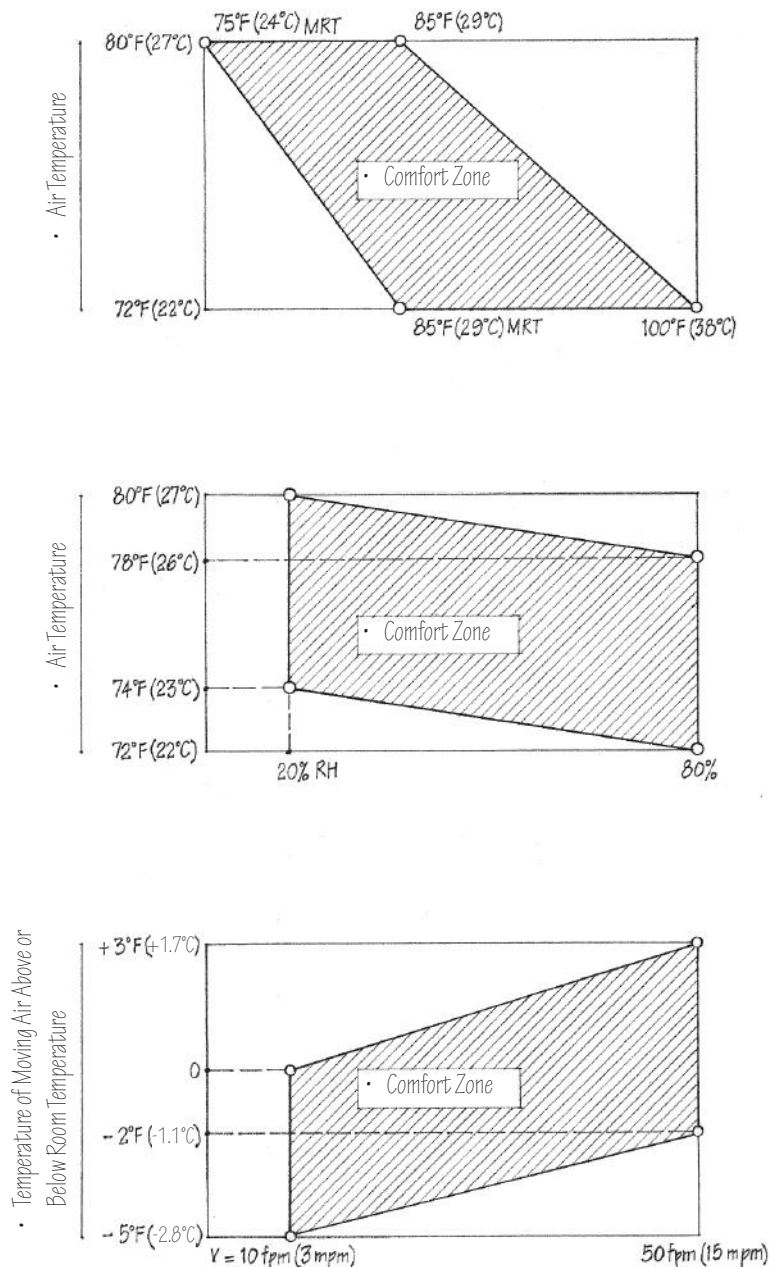 75°F (24°C) MRT
85°F (29°C)
80°F (27°C)
• Air Temperature
• Comfort Zone
72°F (22°C)
85°F (29°C) MRT
100°F (38°C)
80°F (27°C)
78°F (26°C)
• Air Temperature
• Comfort Zone
74°F (23°C)
72°F (22°C)
20% RH
80%
+3°F (+1.7°C)
• Temperature of Moving Air Above or
Below Room Temperature
0
• Comfort Zone
-2°F (-1.1°C)
-5°F (-2.8°C)
V = 10 fpm (3 mpm)
50 fpm (15 mpm)